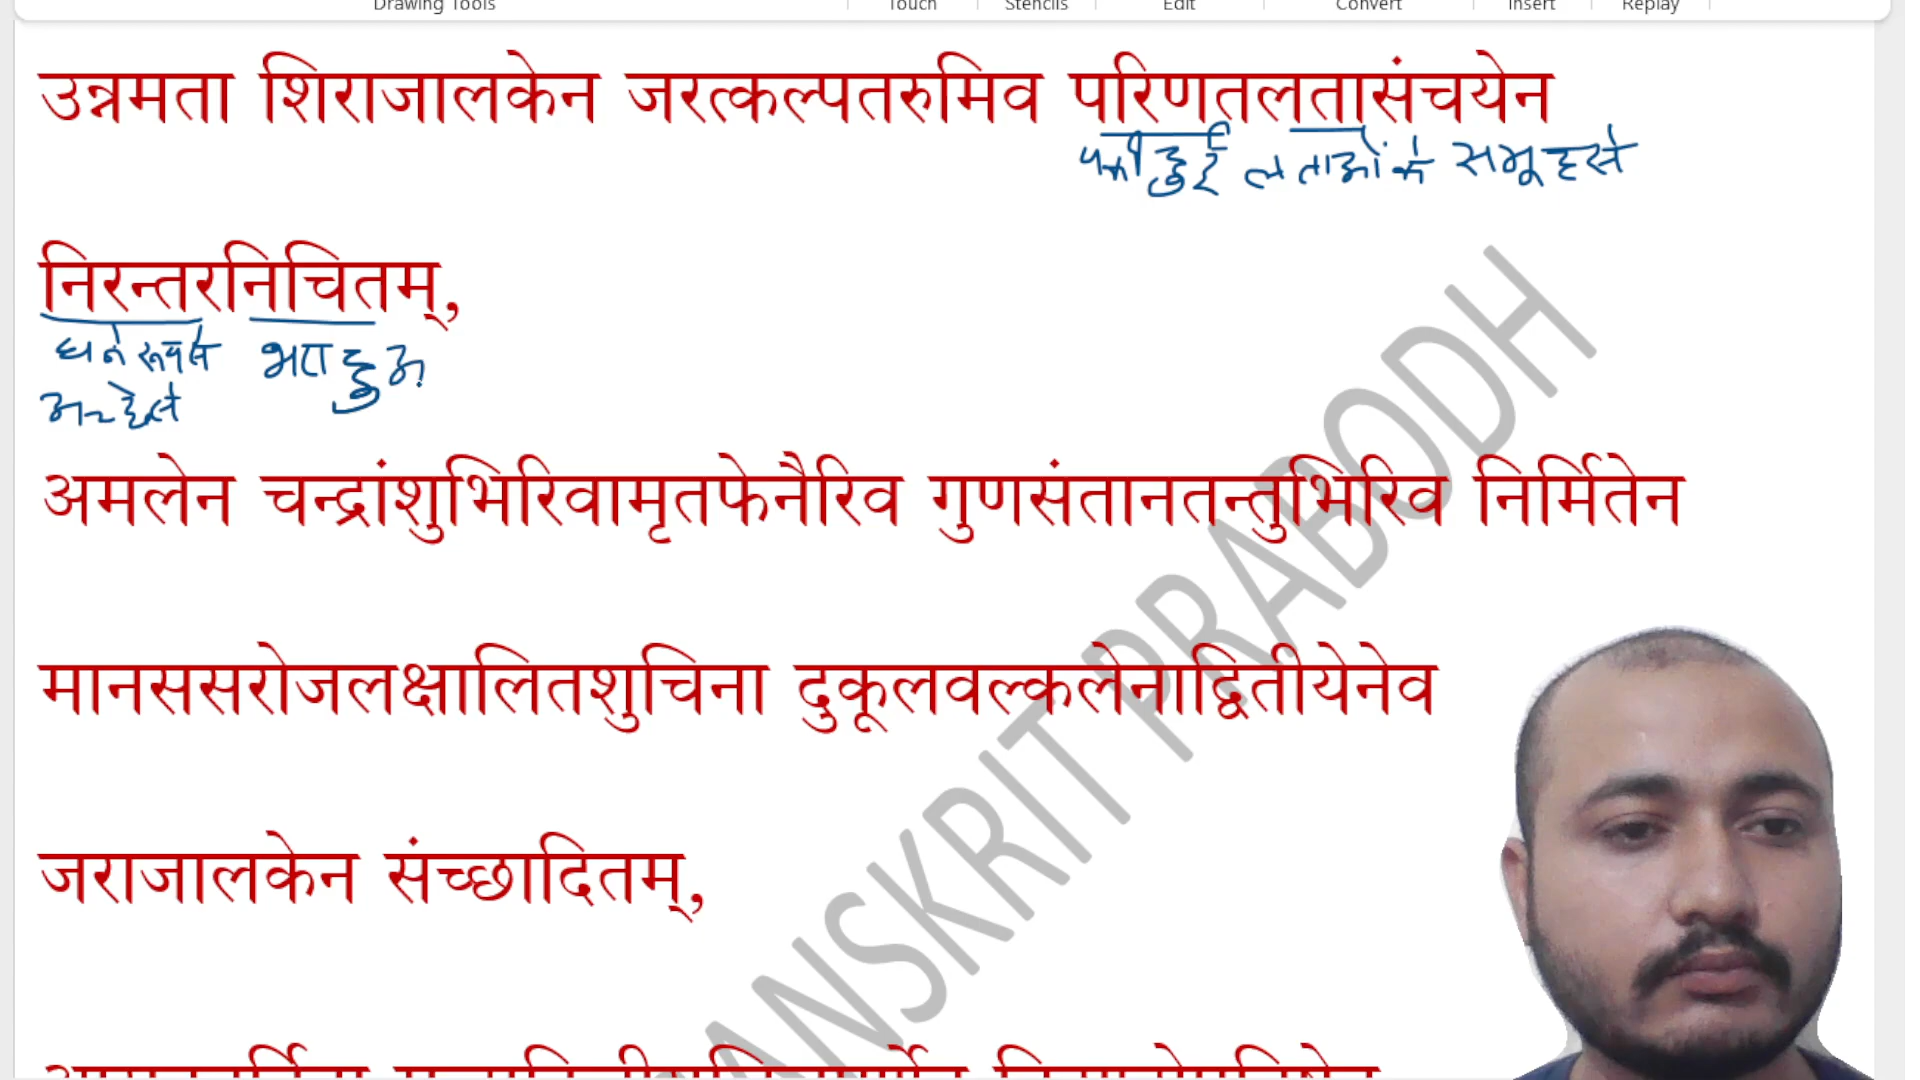 Drawing Tools Touch Stencils Edit Convert Insert Replay
उन्नमता शिराजालकेन जरत्कल्पतरुमिव परिणतलतासंचयेन
पकी हुई लताओं के समूह से
निरन्तरनिचितम्,
घने रूप से भरा हुआ
अच्छे से
अमलेन चन्द्रांशुभिरिवामृतफेनैरिव गुणसंतानतन्तुभिरिव निर्मितेन
मानससरोजलक्षालितशुचिना दुकूलवल्कलेनाद्वितीयेनेव
जराजालकेन संच्छादितम्,
SANSKRIT PRABODH